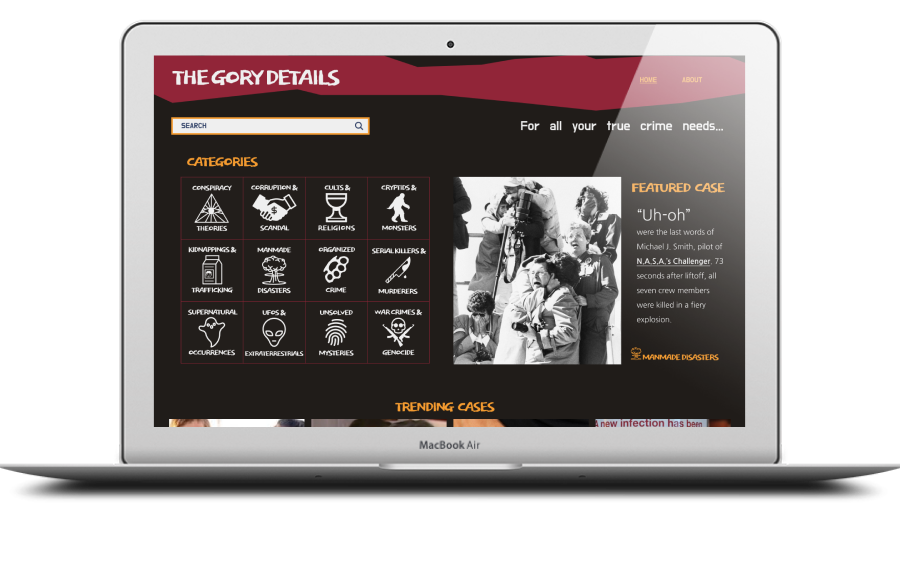 THE GORY DETAILS
HOME ABOUT
SEARCH
For all your true crime needs...
CATEGORIES
CONSPIRACY
THEORIES
CORRUPTION &
SCANDAL
CULTS &
RELIGIONS
CRYPTIDS &
MONSTERS
KIDNAPPINGS &
TRAFFICKING
MANMADE
DISASTERS
ORGANIZED
CRIME
SERIAL KILLERS &
MURDERERS
SUPERNATURAL
OCCURRENCES
UFOS &
EXTRATERRESTRIALS
UNSOLVED
MYSTERIES
WAR CRIMES &
GENOCIDE
FEATURED CASE
“Uh-oh”
were the last words of
Michael J. Smith, pilot of
N.A.S.A.'s Challenger. 73
seconds after liftoff, all
seven crew members
were killed in a fiery
explosion.
MANMADE DISASTERS
TRENDING CASES
A new infection has been
MacBook Air